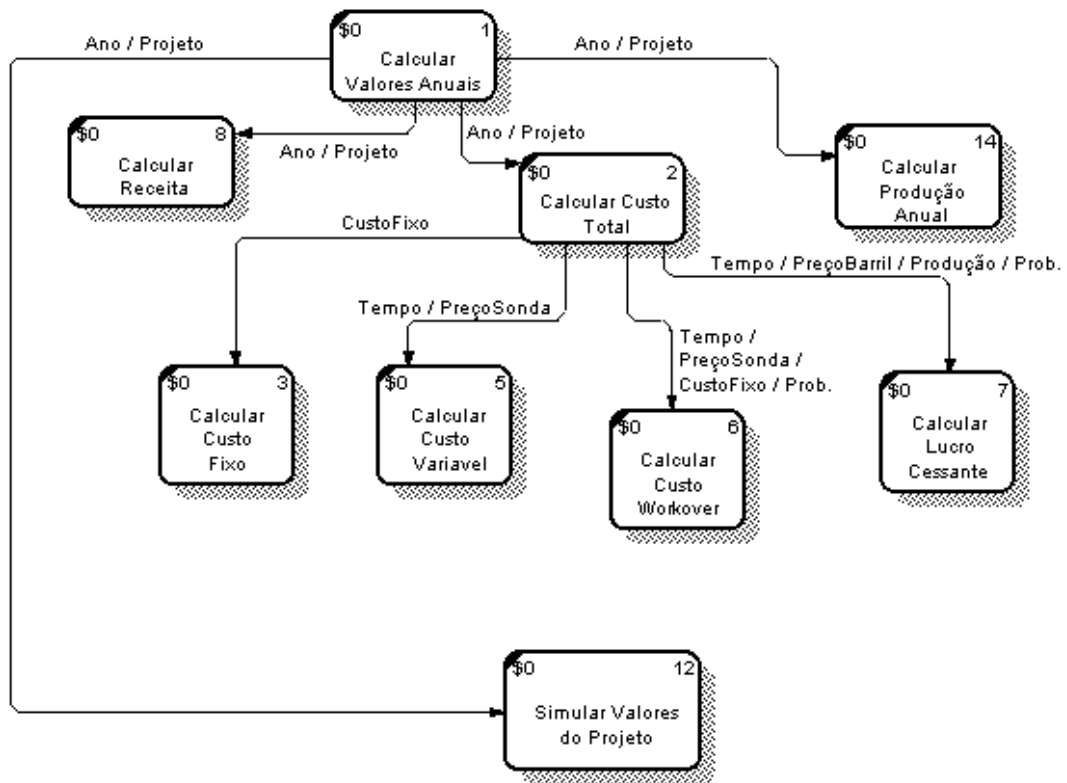 $0 1
Calcular
Valores Anuais
Ano / Projeto
Ano / Projeto
$0 8
Calcular
Receita
Ano / Projeto
Ano / Projeto
$0 2
Calcular Custo
Total
$0 14
Calcular
Produção
Anual
CustoFixo
Tempo / PreçoSonda
Tempo /
PreçoSonda /
CustoFixo / Prob.
Tempo / PreçoBarril / Produção / Prob.
$0 3
Calcular
Custo
Fixo
$0 5
Calcular
Custo
Variavel
$0 6
Calcular
Custo
Workover
$0 7
Calcular
Lucro
Cessante
$0 12
Simular Valores
do Projeto